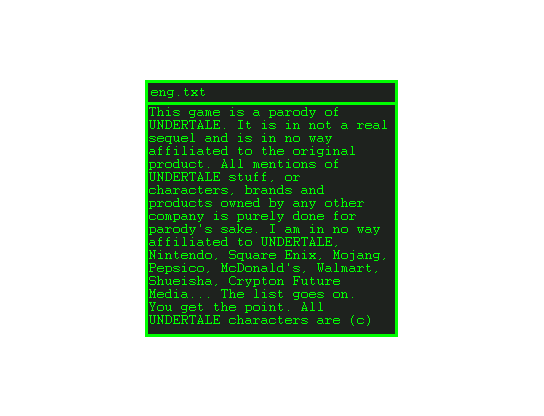 eng.txt
This game is a parody of
UNDERTALE. It is in not a real
sequel and is in no way
affiliated to the original
product. All mentions of
UNDERTALE stuff, or
characters, brands and
products owned by any other
company is purely done for
parody's sake. I am in no way
affiliated to UNDERTALE,
Nintendo, Square Enix, Mojang,
Pepsico, McDonald's, Walmart,
Shueisha, Crypton Future
Media... The list goes on.
You get the point. All
UNDERTALE characters are (c)